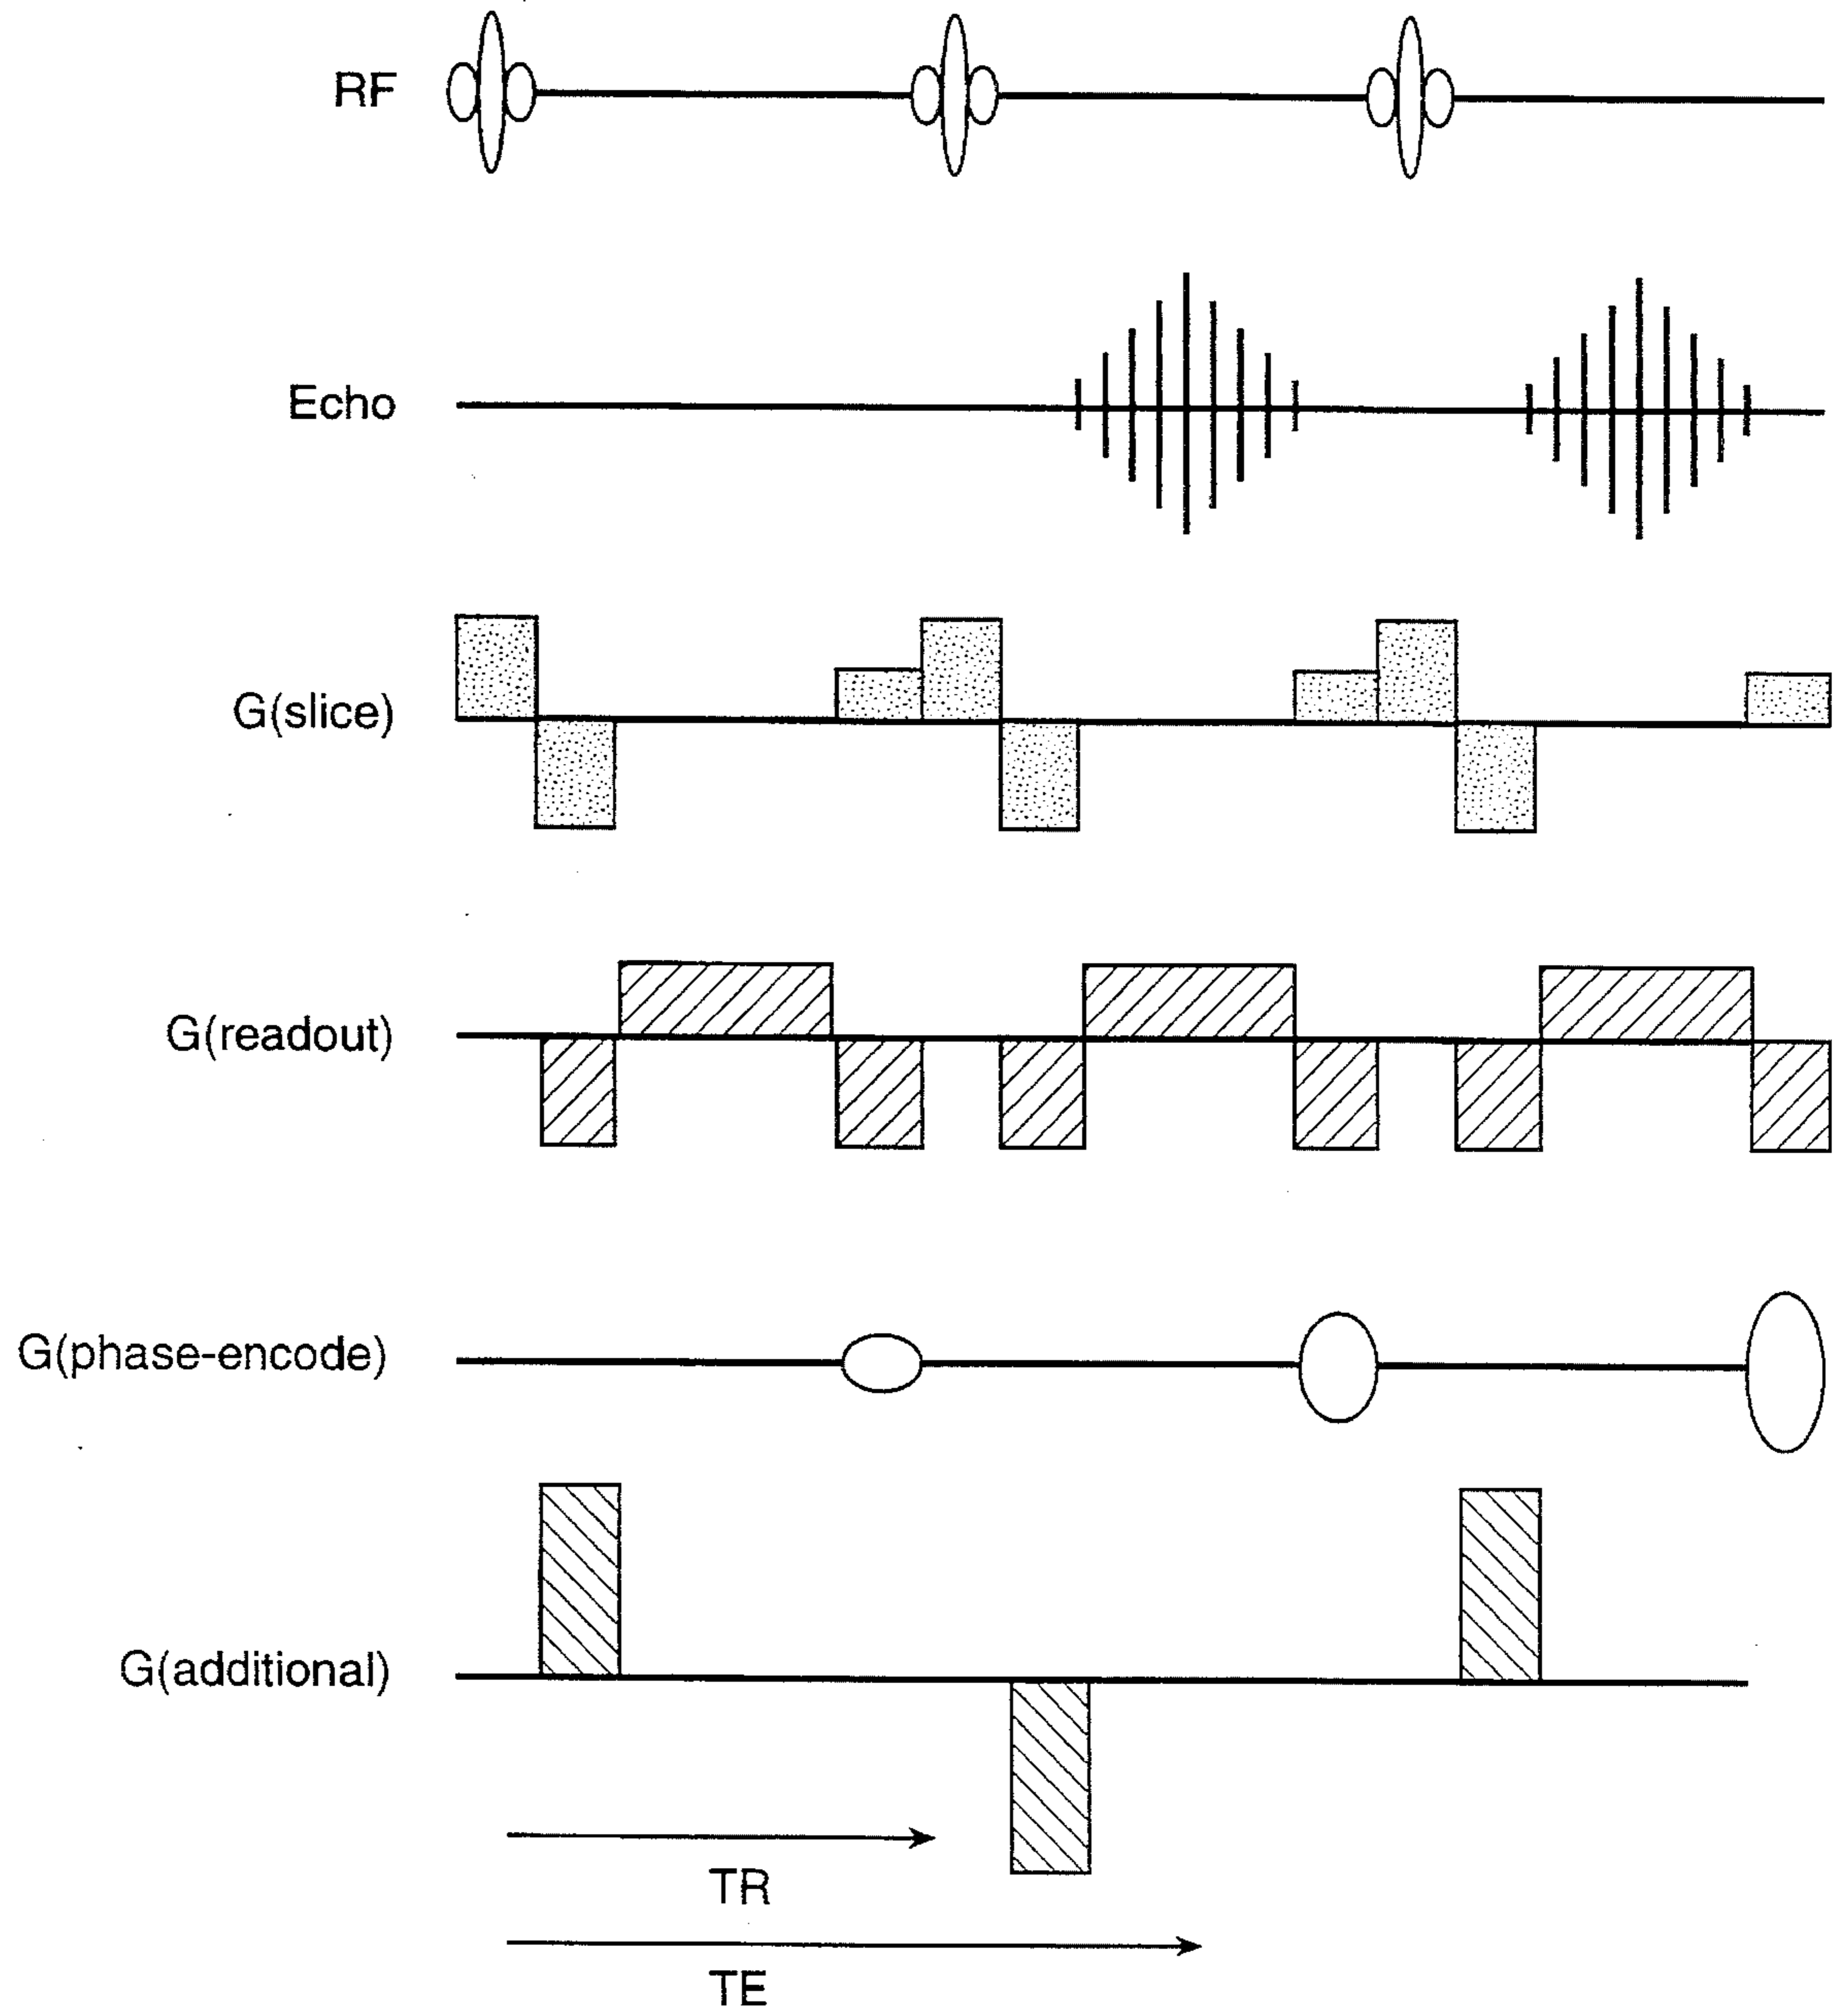 RF
Echo
G(slice)
G(readout)
G(phase-encode)
G(additional)
TR
TE